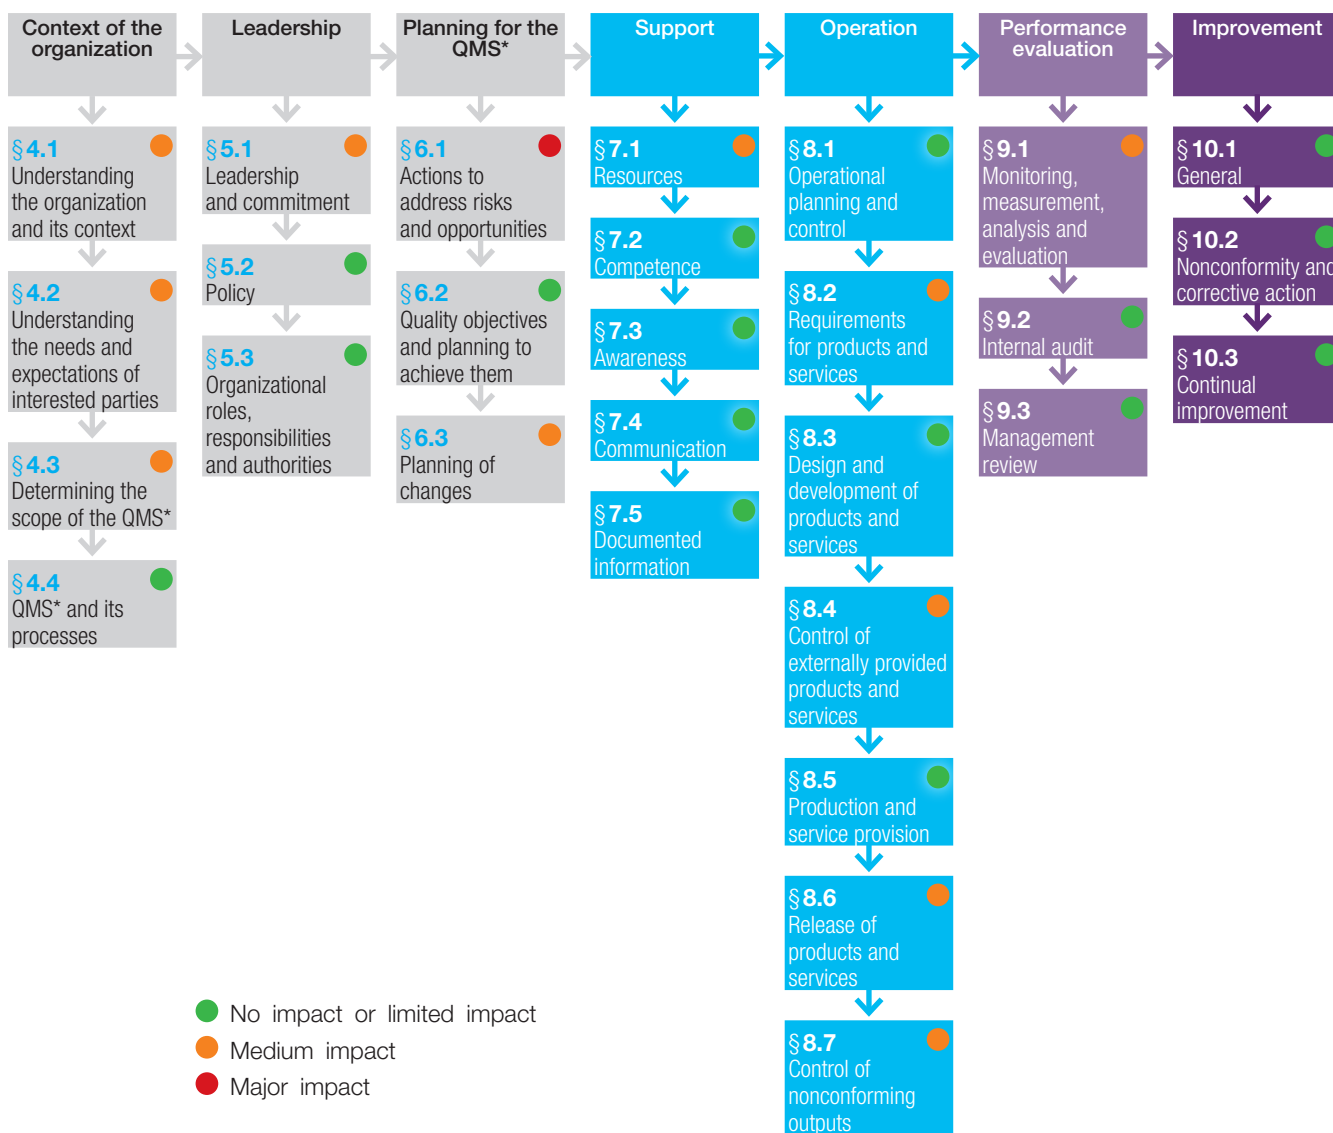 Context of the
organization
Leadership
Planning for the
QMS*
Support
Operation
Performance
evaluation
Improvement
§ 4.1
Understanding
the organization
and its context
§ 4.2
Understanding
the needs and
expectations of
interested parties
§ 4.3
Determining the
scope of the QMS*
§ 4.4
QMS* and its
processes
§ 5.1
Leadership
and commitment
§ 5.2
Policy
§ 5.3
Organizational
roles,
responsibilities
and authorities
§ 6.1
Actions to
address risks
and opportunities
§ 6.2
Quality objectives
and planning to
achieve them
§ 6.3
Planning of
changes
§ 7.1
Resources
§ 7.2
Competence
§ 7.3
Awareness
§ 7.4
Communication
§ 7.5
Documented
information
§ 8.1
Operational
planning and
control
§ 8.2
Requirements
for products and
services
§ 8.3
Design and
development of
products and
services
§ 8.4
Control of
externally provided
products and
services
§ 8.5
Production and
service provision
§ 8.6
Release of
products and
services
§ 8.7
Control of
nonconforming
outputs
§ 9.1
Monitoring,
measurement,
analysis and
evaluation
§ 9.2
Internal audit
§ 9.3
Management
review
§ 10.1
General
§ 10.2
Nonconformity and
corrective action
§ 10.3
Continual
improvement
No impact or limited impact
Medium impact
Major impact